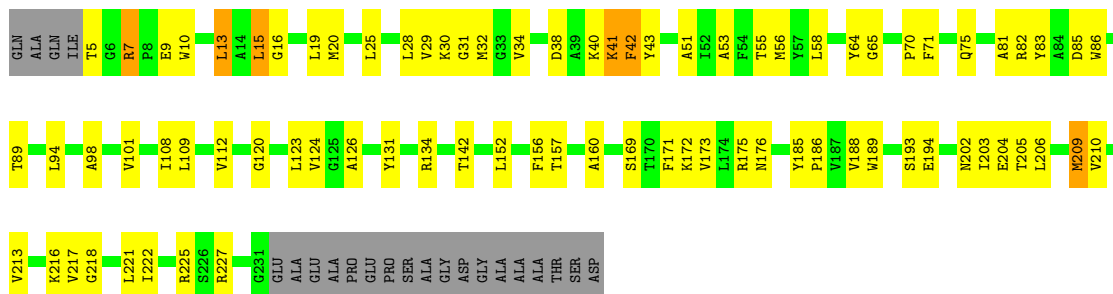 GLN ALA GLN ILE T5 G6 R7 P8 E9 W10 L13 A14 L15 G16 L19 M20 L25 L28 V29 K30 G31 M32 G33 V34 D38 A39 K40 K41 F42 Y43 A51 I52 A53 F54 T55 M56 Y57 L58 Y64 G65 P70 F71 Q75 A81 R82 Y83 A84 D85 W86
T89 L94 A98 V101 I108 L109 V112 G120 L123 V124 G125 A126 Y131 R134 T142 L152 F156 T157 A160 S169 T170 F171 K172 V173 L174 R175 N176 Y185 P186 V187 V188 W189 S193 E194 N202 I203 E204 T205 L206 M209 V210
V213 K216 V217 G218 L221 I222 R225 S226 R227 G231 GLU ALA GLU ALA PRO GLU PRO SER ALA GLY ASP GLY ALA ALA ALA THR SER ASP